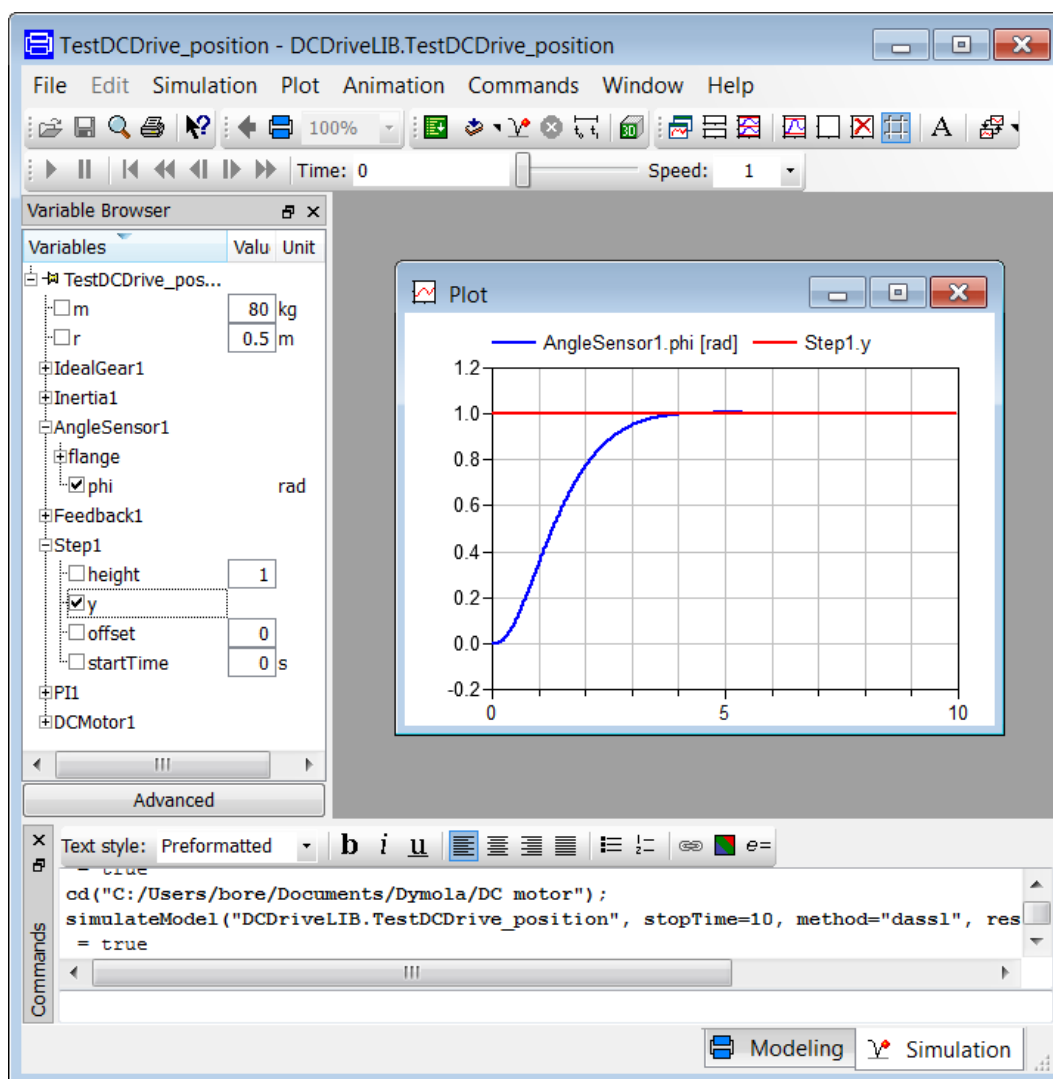 TestDCDrive_position - DCDriveLIB.TestDCDrive_position
File Edit Simulation Plot Animation Commands Window Help
100% 3D A
Time: 0 Speed: 1
Variable Browser
Variables Valu Unit
TestDCDrive_pos...
m 80 kg
r 0.5 m
IdealGear1
Inertia1
AngleSensor1
flange
phi rad
Feedback1
Step1
height 1
y
offset 0
startTime 0 s
PI1
DCMotor1
Advanced
Plot
AngleSensor1.phi [rad] Step1.y
1.2
1.0
0.8
0.6
0.4
0.2
0.0
-0.2
0 5 10
Text style: Preformatted b i u e=
= true
cd("C:/Users/bore/Documents/Dymola/DC motor");
simulateModel("DCDriveLIB.TestDCDrive_position", stopTime=10, method="dassl", res
= true
Commands
Modeling Simulation